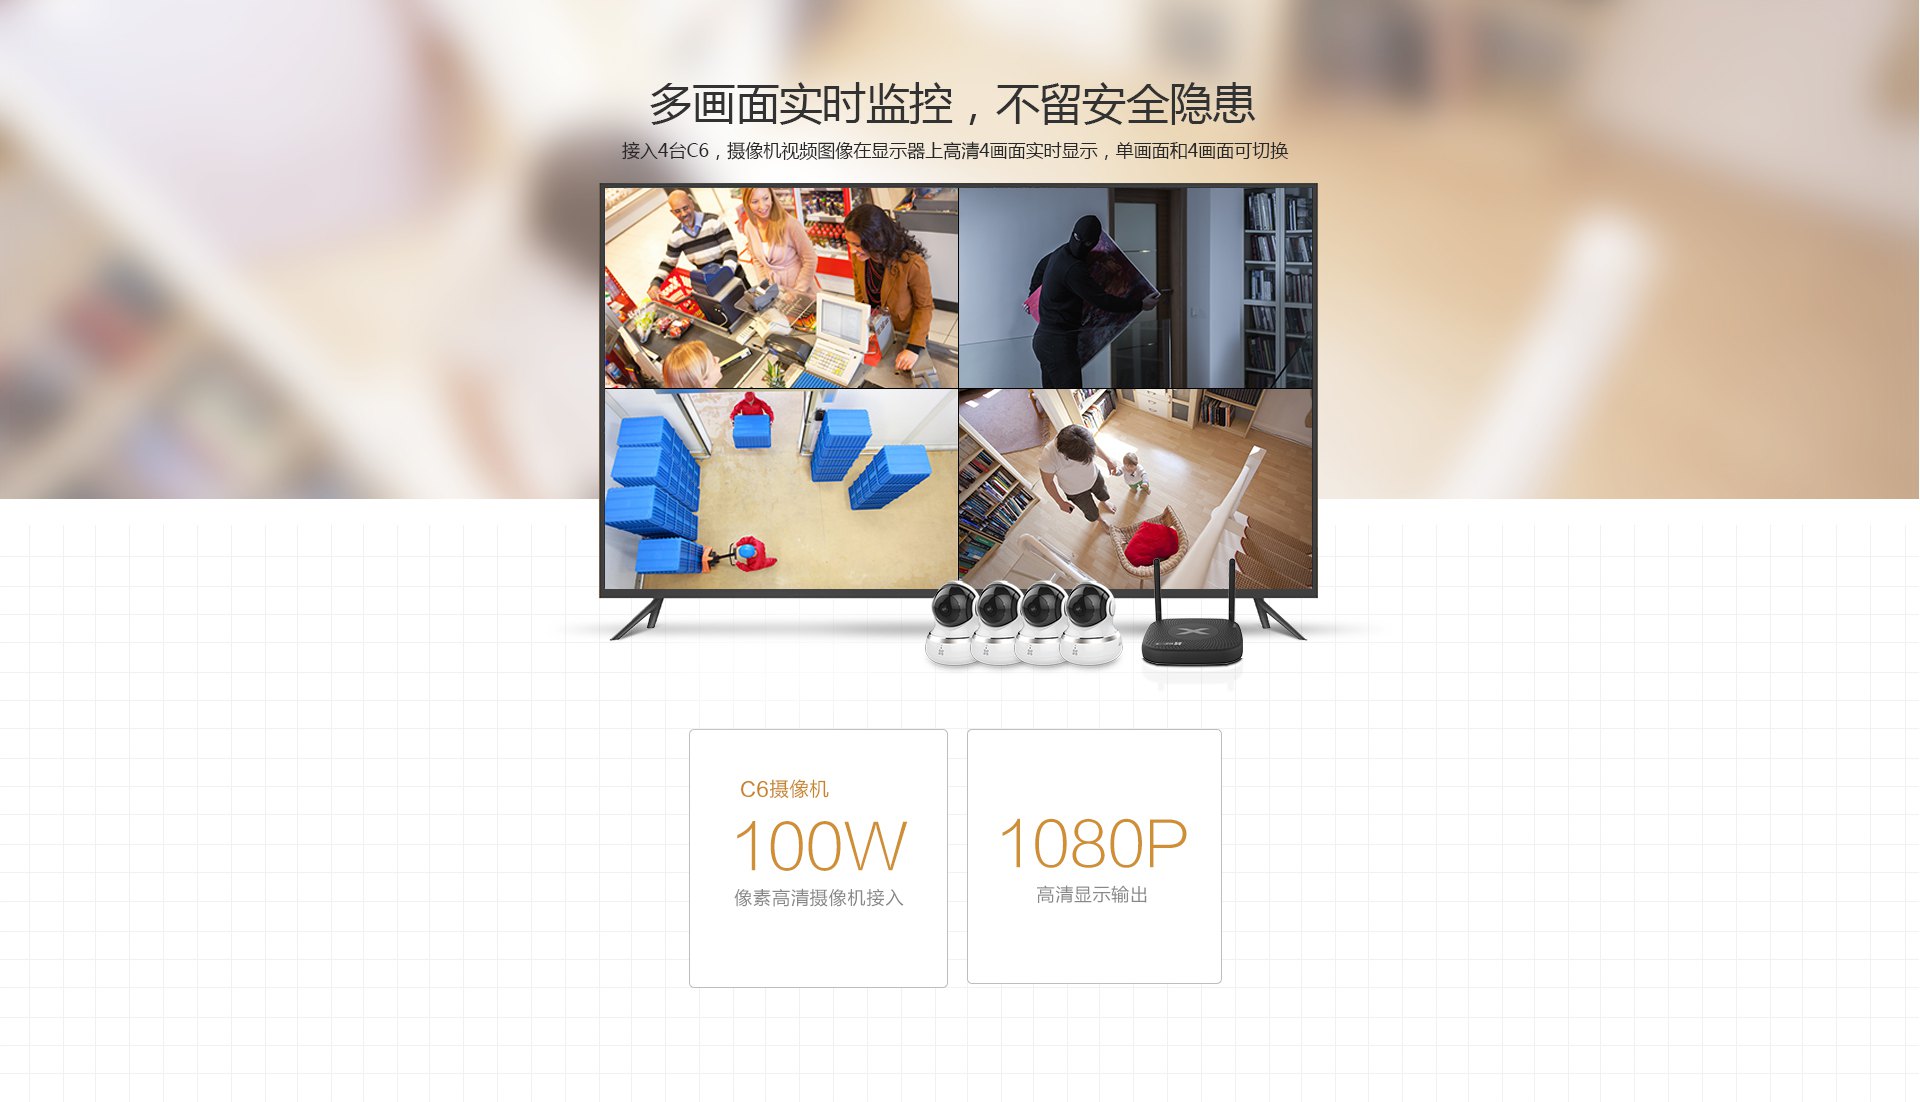 多画面实时监控，不留安全隐患
接入4台C6，摄像机视频图像在显示器上高清4画面实时显示，单画面和4画面可切换
C6摄像机
100W
像素高清摄像机接入
1080P
高清显示输出